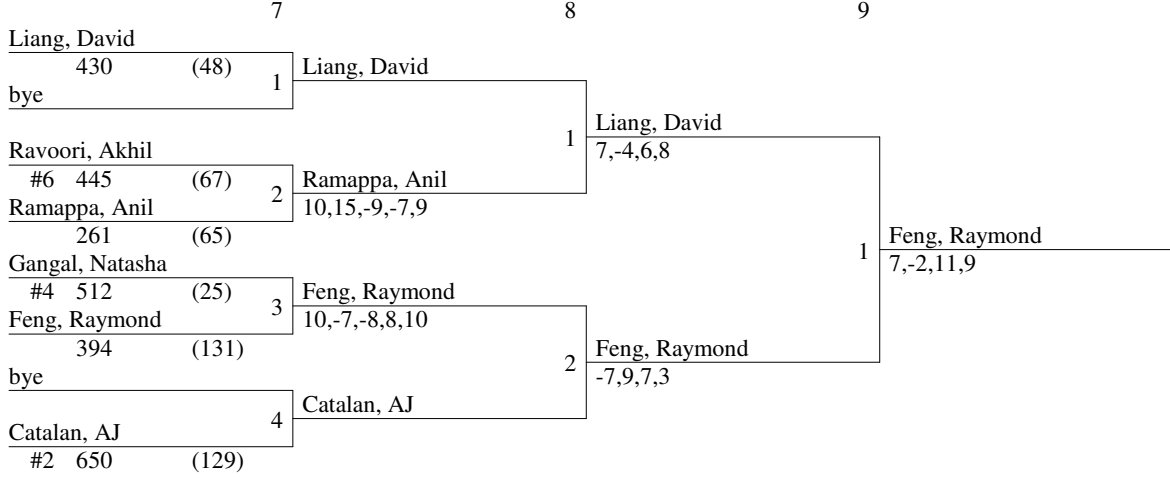 7 8 9
Liang, David
430 (48)
1
Liang, David
bye
1
Liang, David
7,-4,6,8
Ravoori, Akhil
#6 445 (67)
2
Ramappa, Anil
10,15,-9,-7,9
Ramappa, Anil
261 (65)
1
Feng, Raymond
7,-2,11,9
Gangal, Natasha
#4 512 (25)
3
Feng, Raymond
10,-7,-8,8,10
Feng, Raymond
394 (131)
2
Feng, Raymond
-7,9,7,3
bye
4
Catalan, AJ
Catalan, AJ
#2 650 (129)